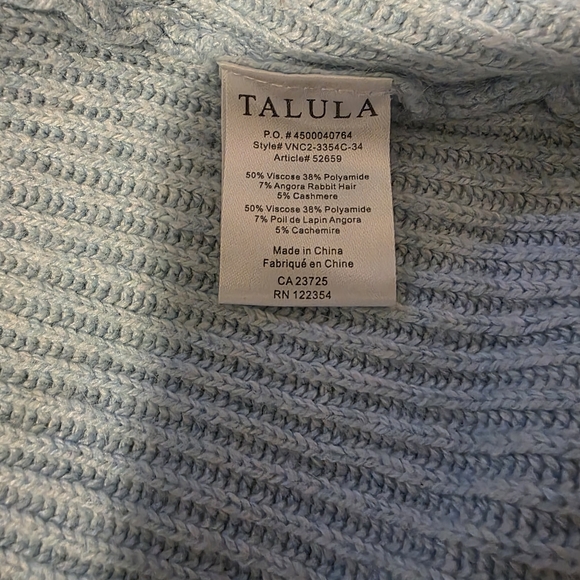 TALULA
P.O. # 4500040764
Style# VNC2-3354C-34
Article# 52659
50% Viscose 38% Polyamide
7% Angora Rabbit Hair
5% Cashmere
50% Viscose 38% Polyamide
7% Poil de Lapin Angora
5% Cachemire
Made in China
Fabriqué en Chine
CA 23725
RN 122354